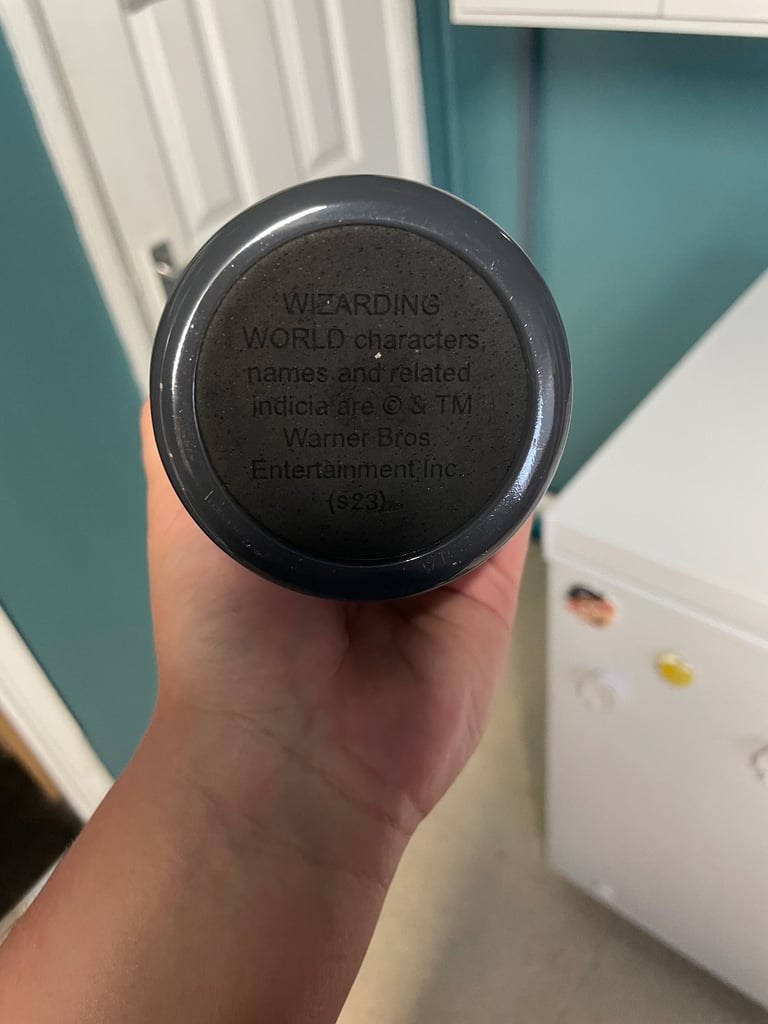 WIZARDING
WORLD characters,
names and related
indicia are © & TM
Warner Bros.
Entertainment Inc.
(s23)